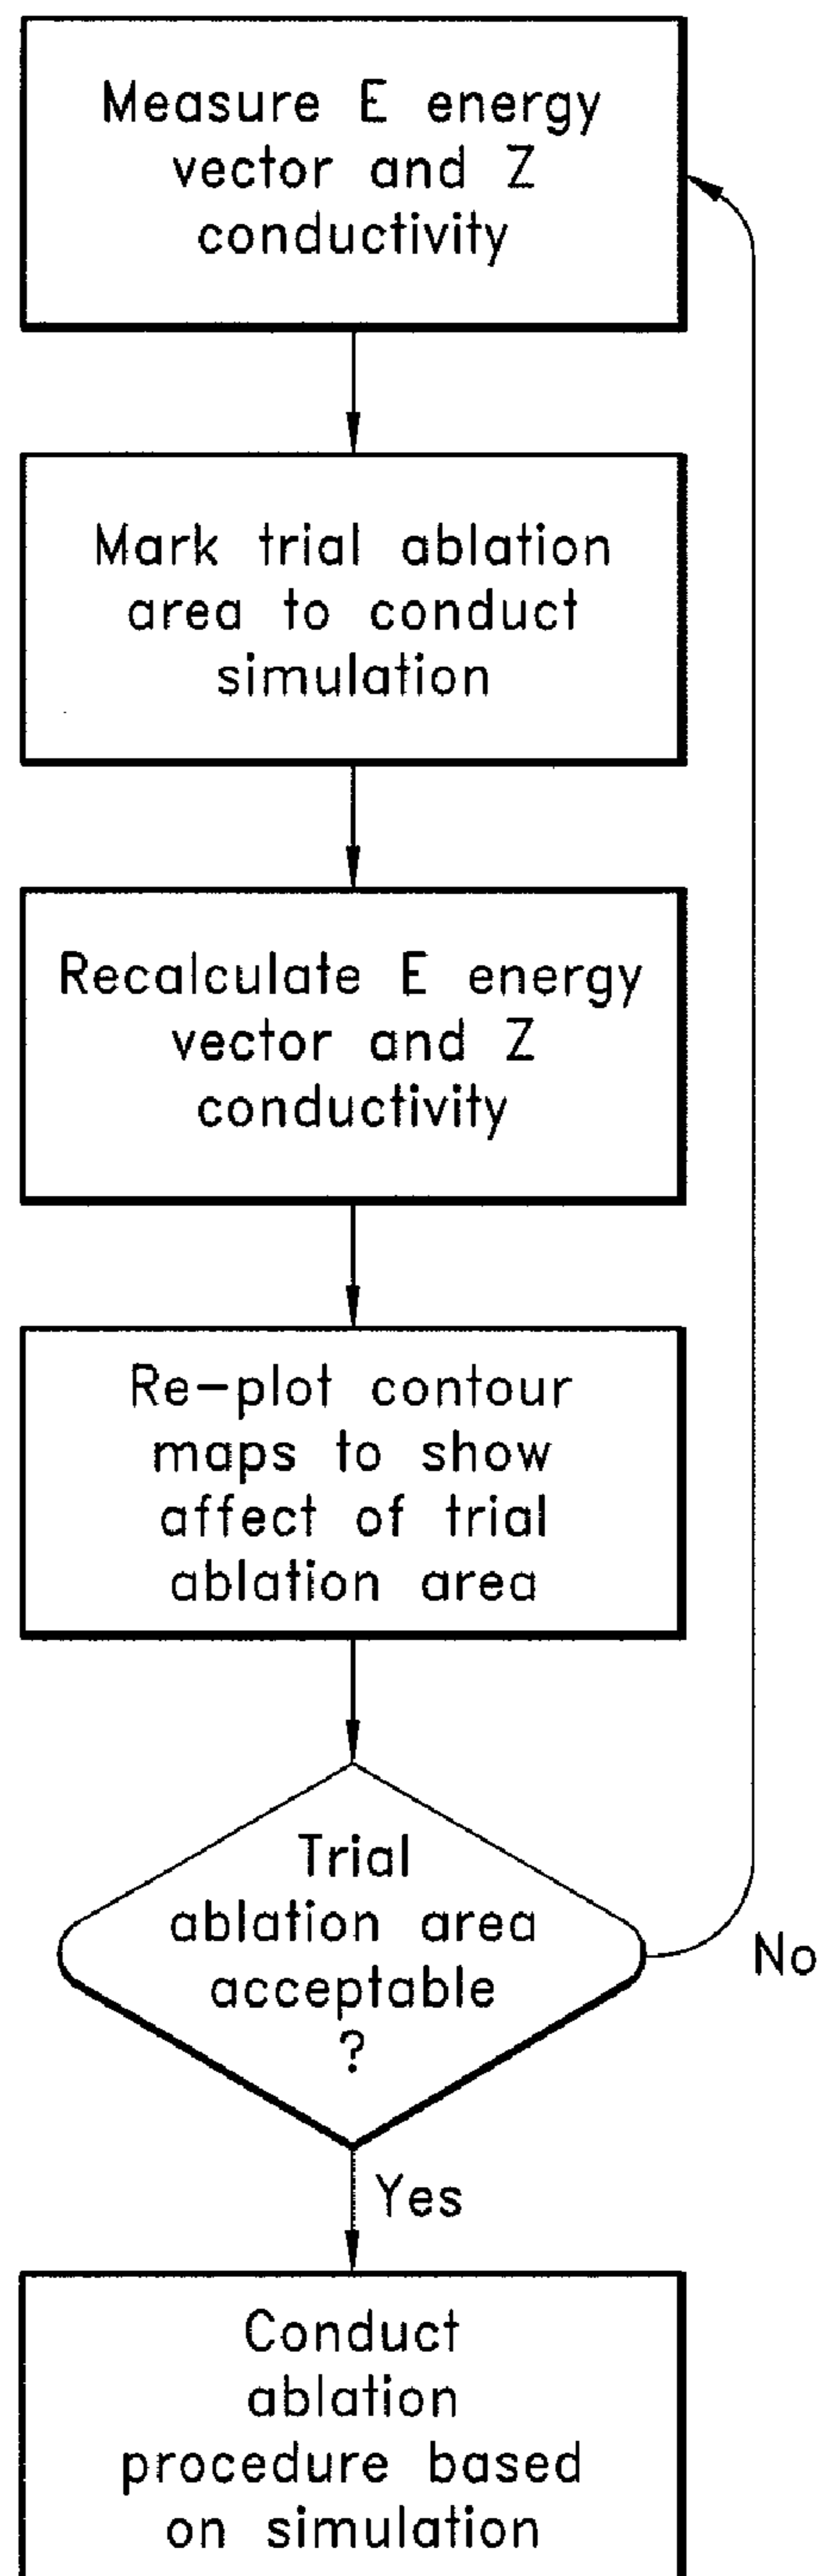 Measure E energy
vector and Z
conductivity
Mark trial ablation
area to conduct
simulation
Recalculate E energy
vector and Z
conductivity
Re-plot contour
maps to show
affect of trial
ablation area
Trial
ablation area
acceptable
?
No
Yes
Conduct
ablation
procedure based
on simulation